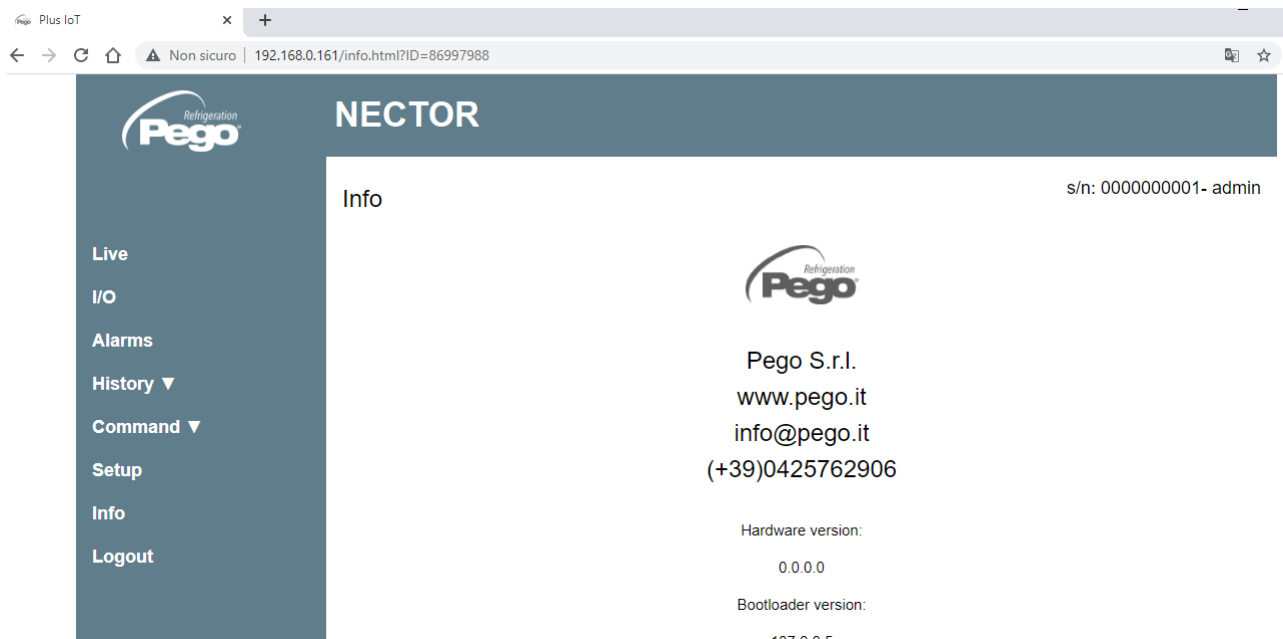 Plus IoT
Non sicuro 192.168.0.161/info.html?ID=86997988
Refrigeration
Pego
NECTOR
Info
s/n: 0000000001- admin
Live
I/O
Alarms
History ▼
Command ▼
Setup
Info
Logout
Refrigeration
Pego
Pego S.r.l.
www.pego.it
info@pego.it
(+39)0425762906
Hardware version:
0.0.0.0
Bootloader version: